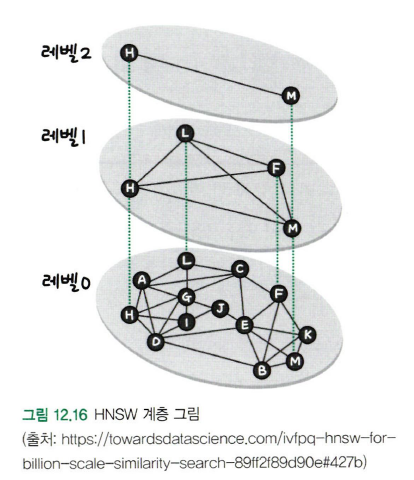 레벨2
H
M
레벨1
L
F
H
M
레벨0
L
A
C
G
F
H
I
J
E
D
K
B
M
그림 12.16 HNSW 계층 그림
(출처: https://towardsdatascience.com/ivfpq-hnsw-for-
billion-scale-similarity-search-89ff2f89d90e#427b)